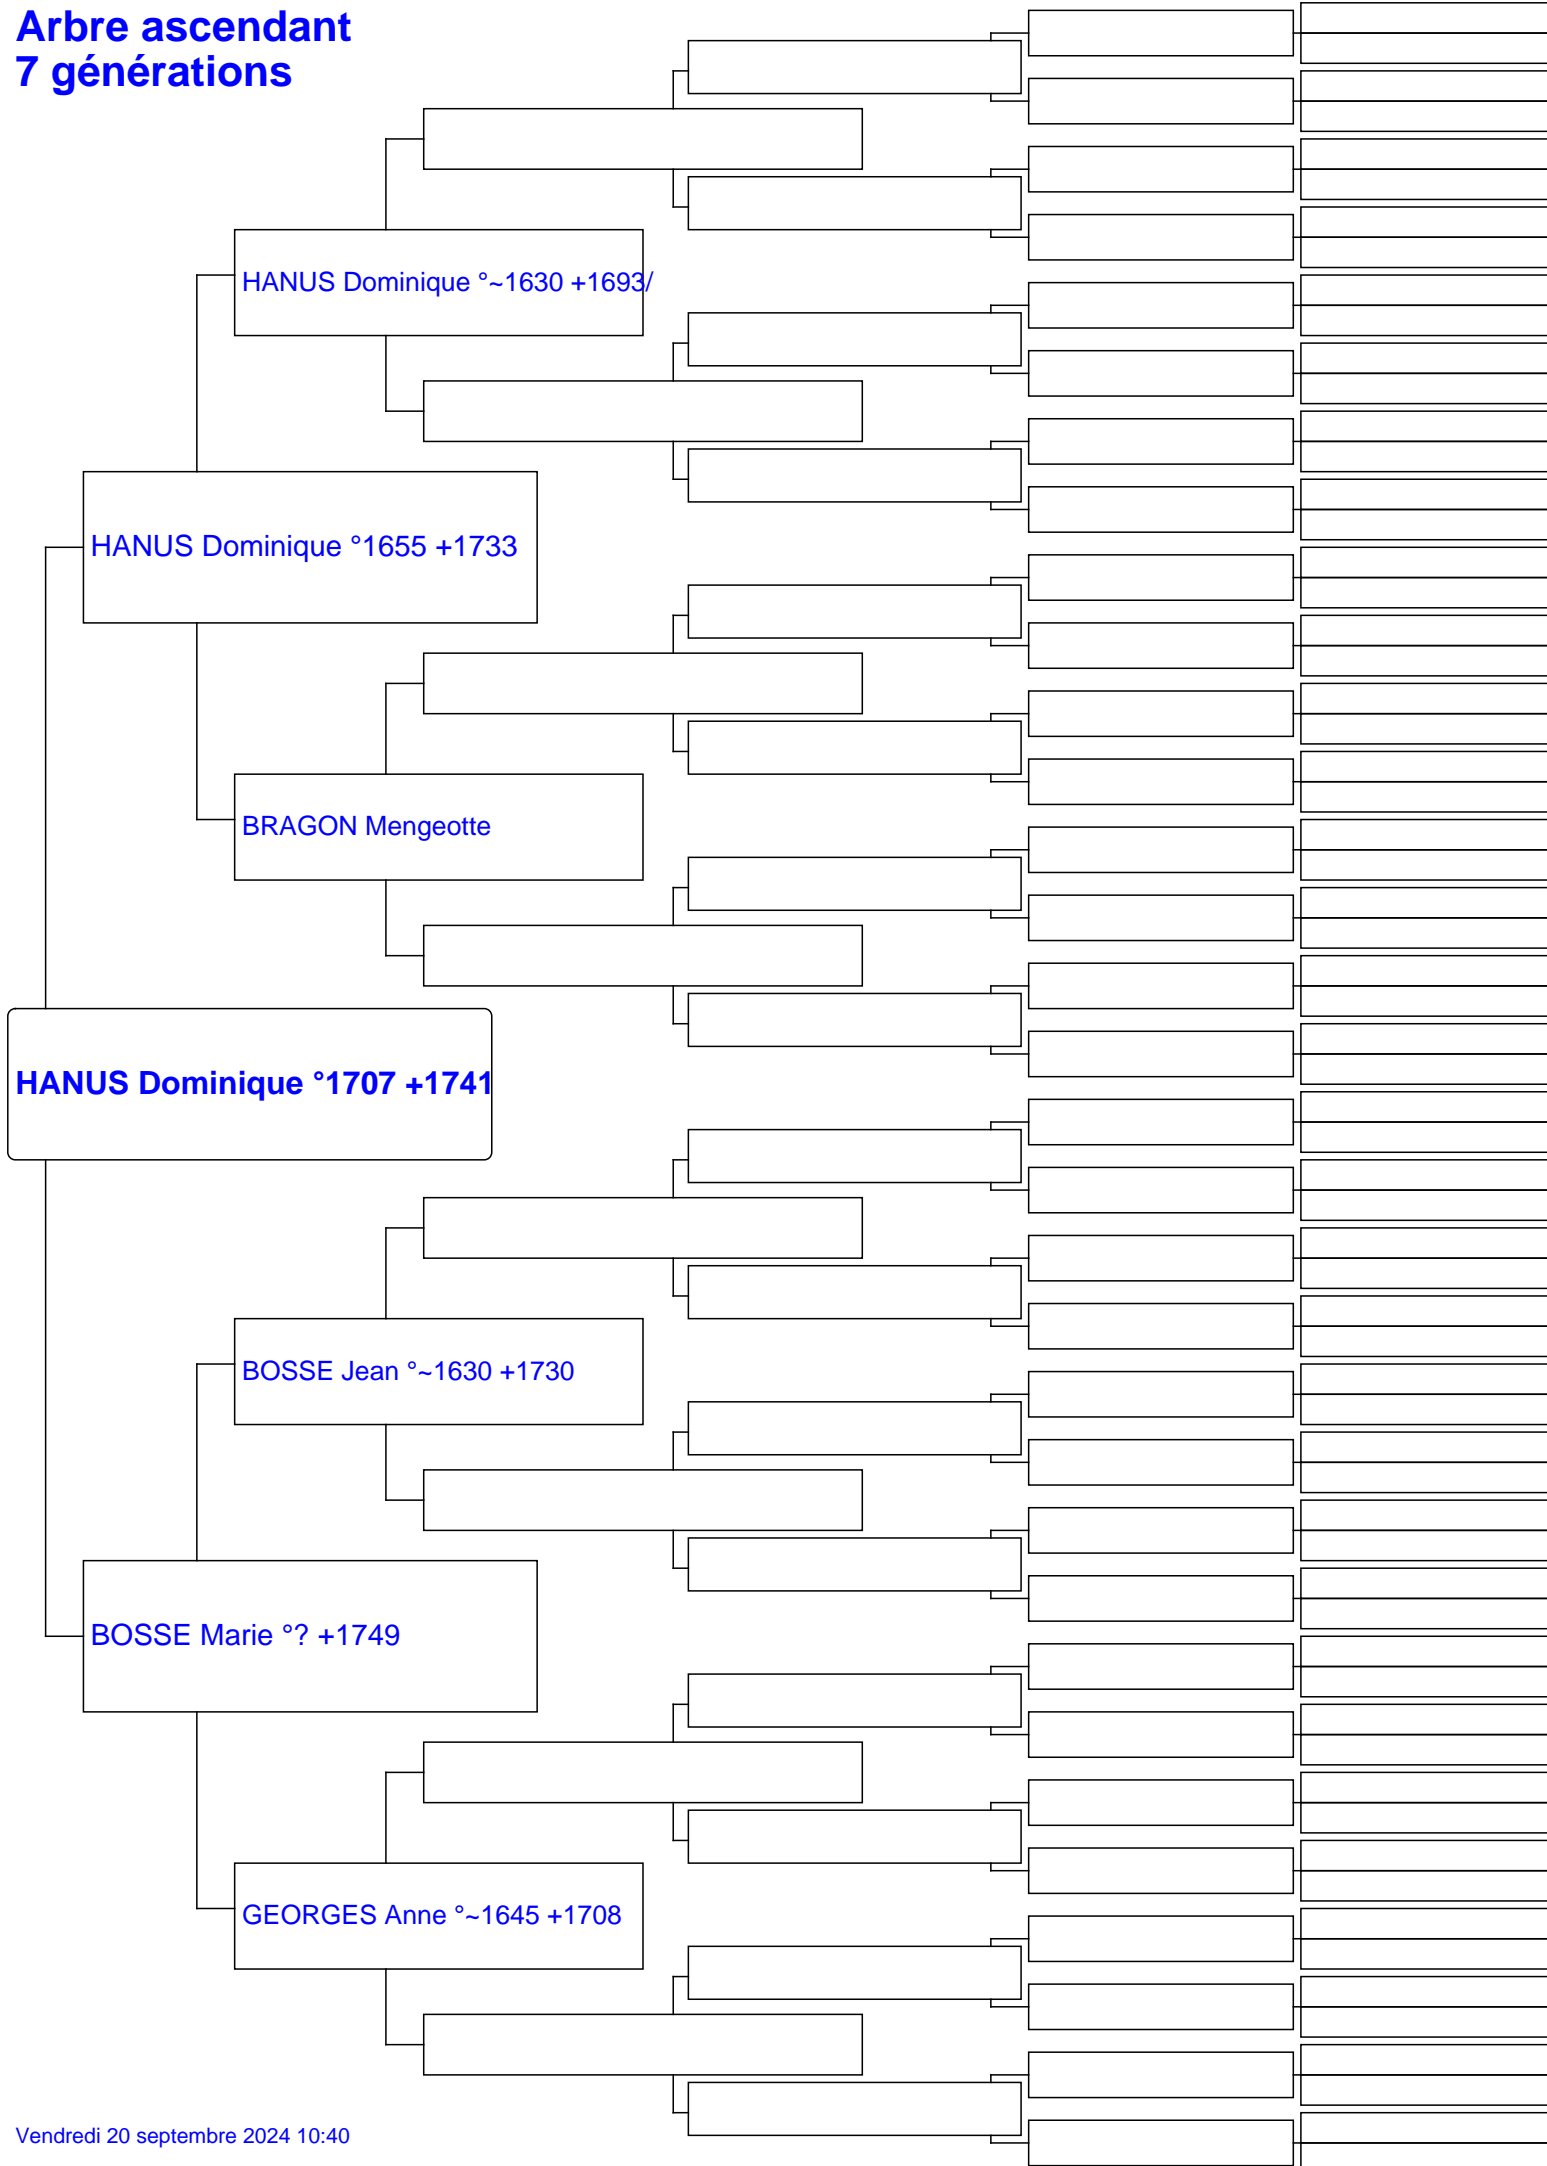 Arbre ascendant
7 générations
HANUS Dominique °~1630 +1693/
HANUS Dominique °1655 +1733
BRAGON Mengeotte
HANUS Dominique °1707 +1741
BOSSE Jean °~1630 +1730
BOSSE Marie °? +1749
GEORGES Anne °~1645 +1708
Vendredi 20 septembre 2024 10:40